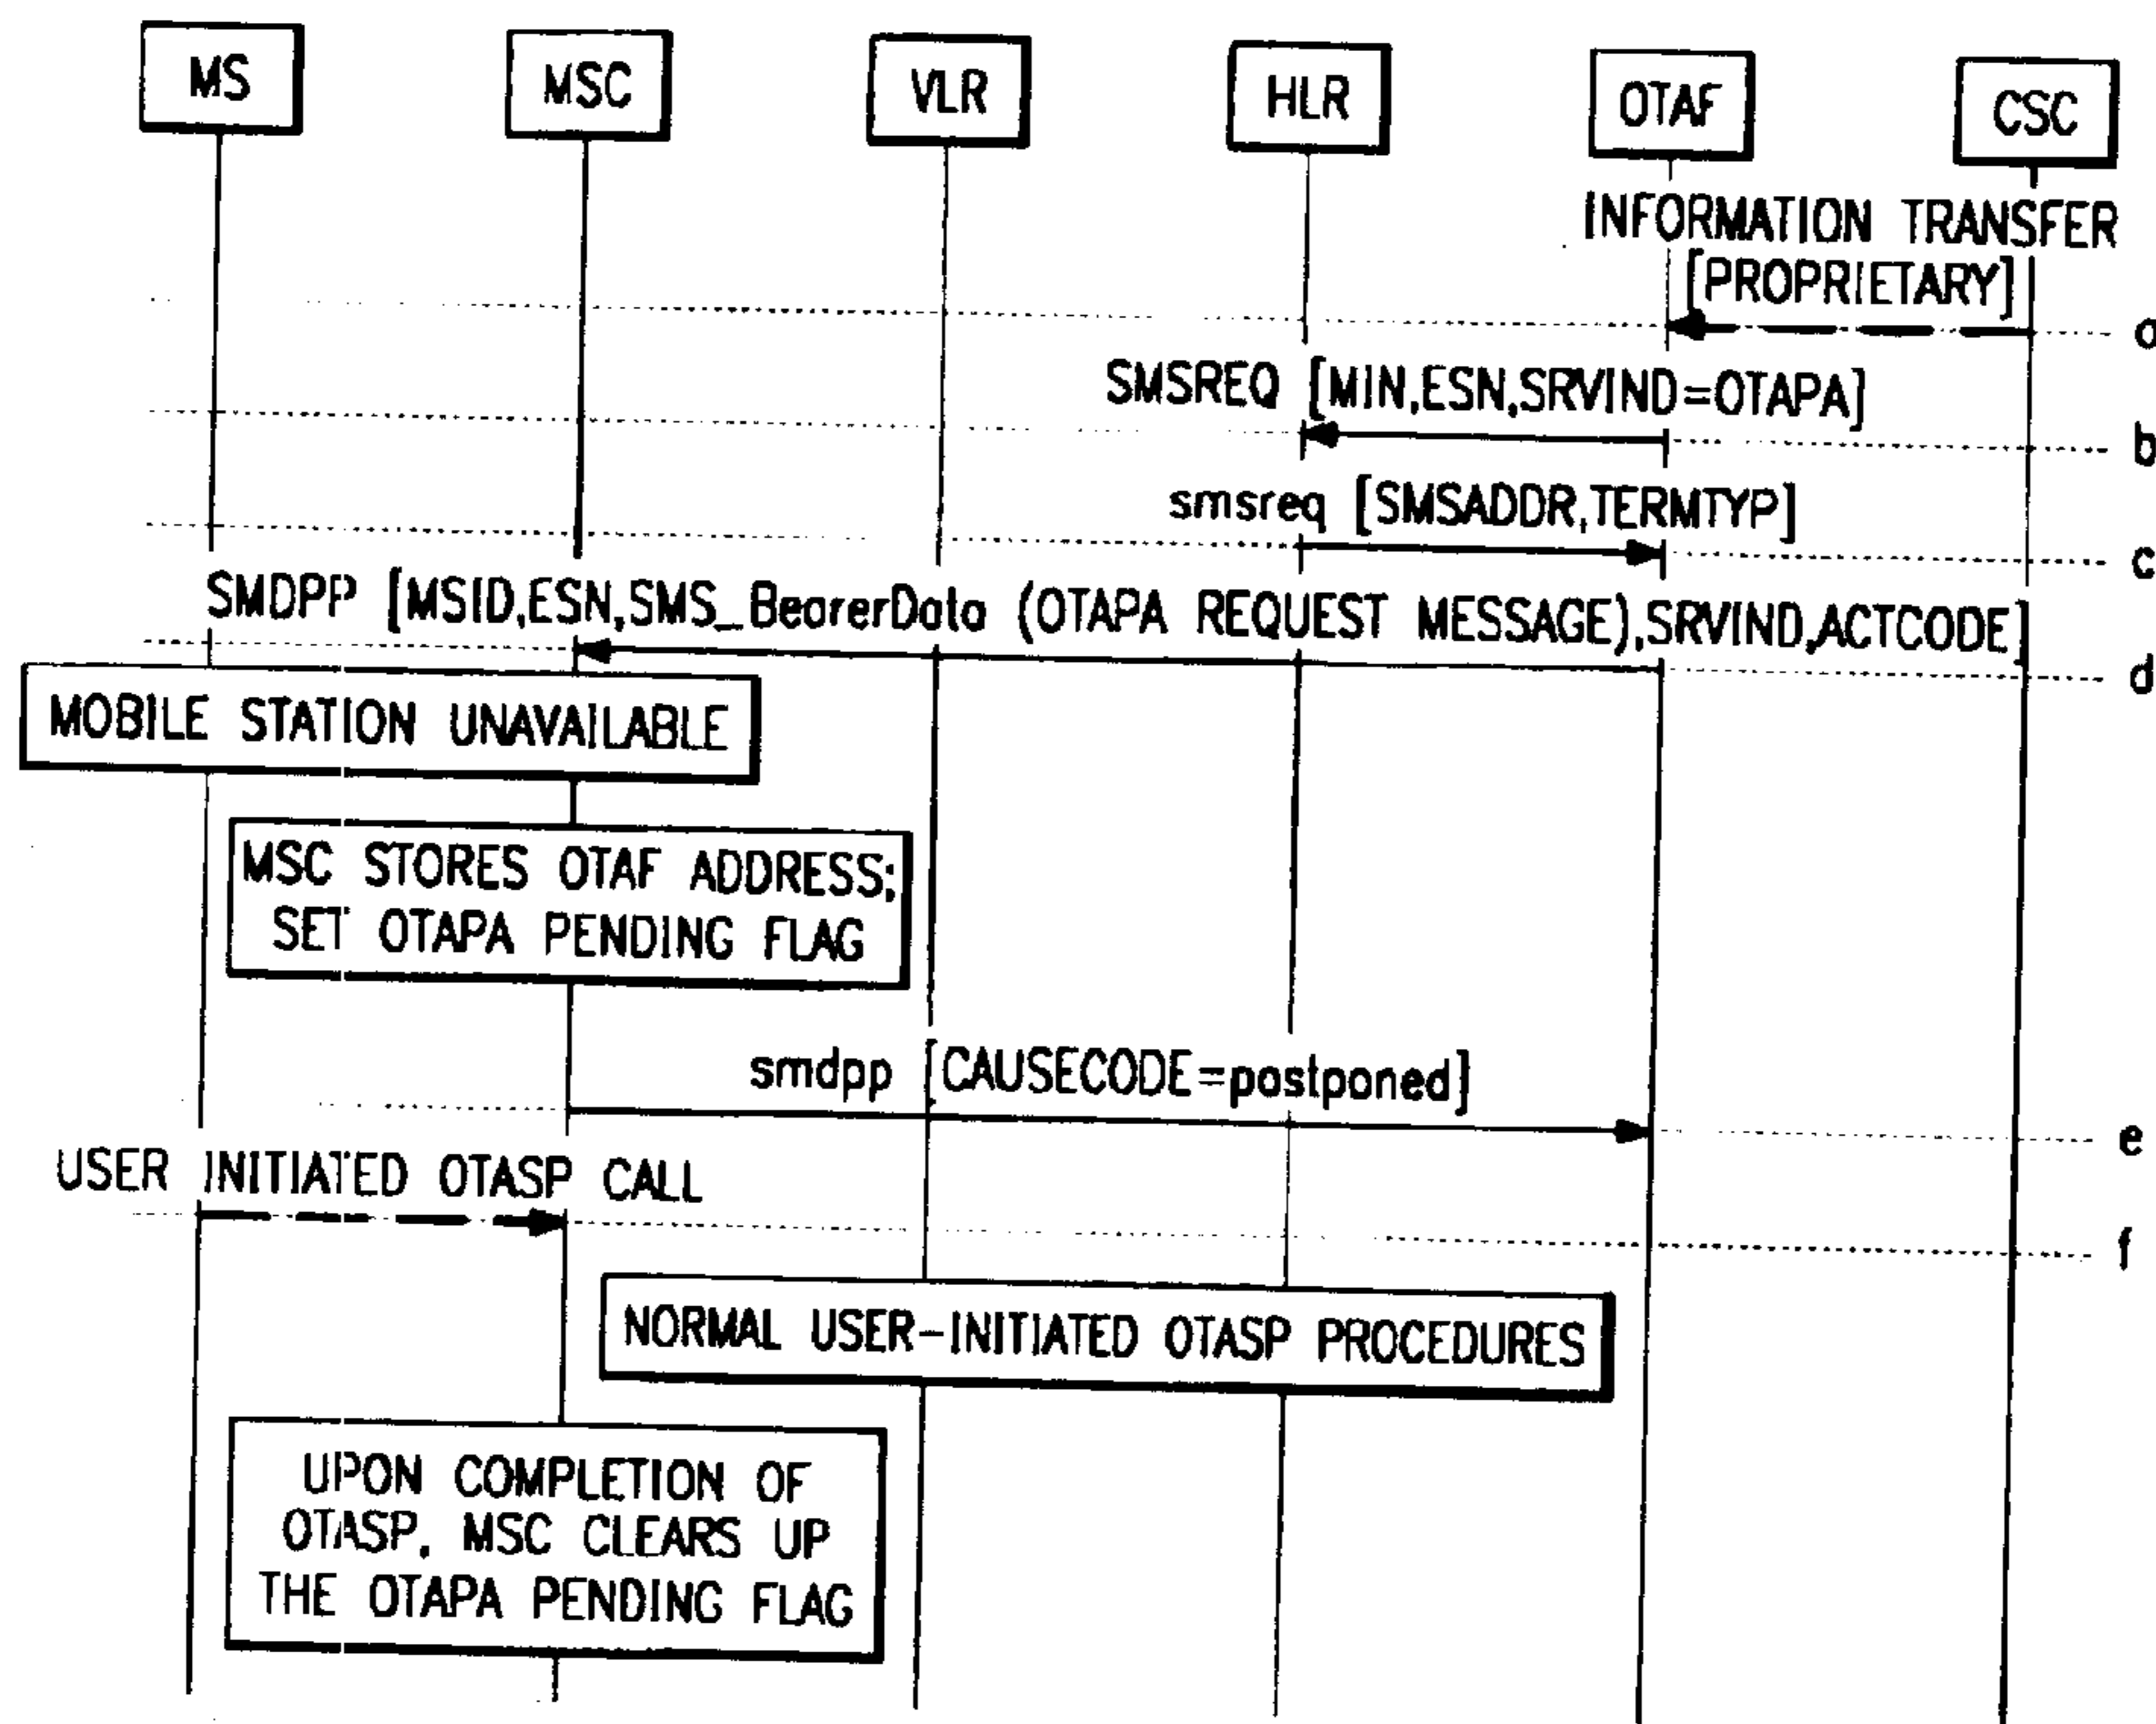 MS MSC VLR HLR OTAF CSC
INFORMATION TRANSFER
[PROPRIETARY]
a
SMSREQ [MIN,ESN,SRVIND=OTAPA]
b
smsreq [SMSADDR,TERMTYP]
c
SMDPP [MSID,ESN,SMS_BearerData (OTAPA REQUEST MESSAGE),SRVIND,ACTCODE]
d
MOBILE STATION UNAVAILABLE
MSC STORES OTAF ADDRESS;
SET OTAPA PENDING FLAG
smdpp [CAUSECODE=postponed]
e
USER INITIATED OTASP CALL
f
NORMAL USER-INITIATED OTASP PROCEDURES
UPON COMPLETION OF
OTASP, MSC CLEARS UP
THE OTAPA PENDING FLAG